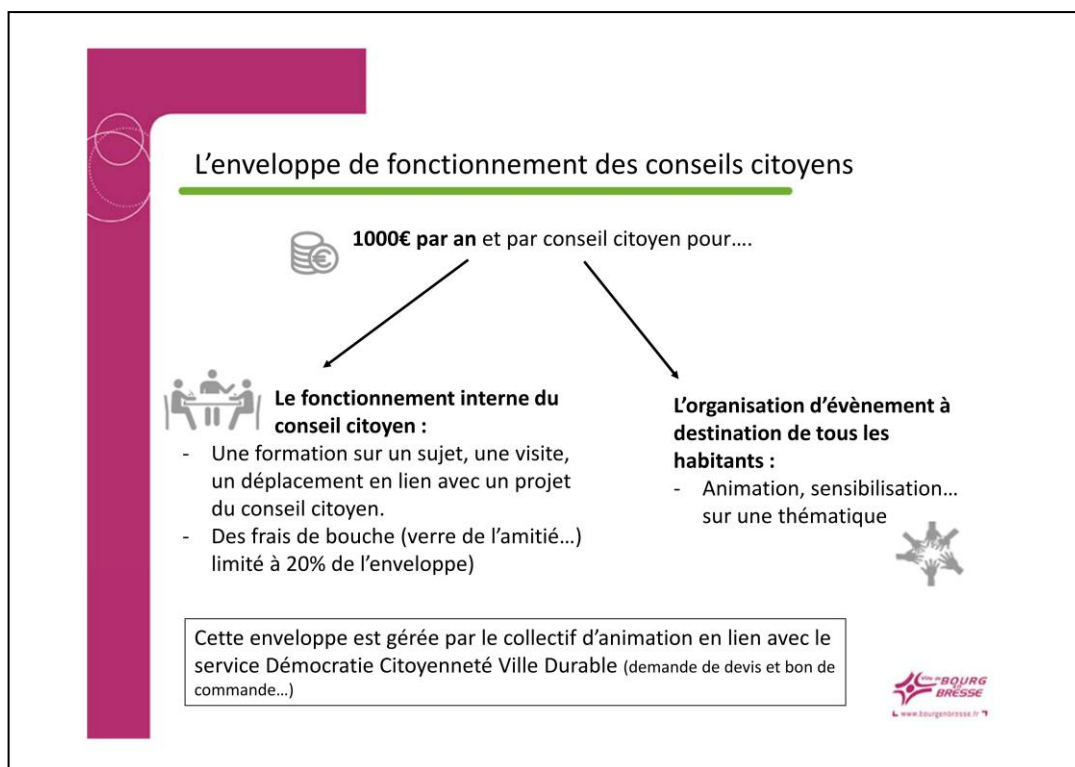 L’enveloppe de fonctionnement des conseils citoyens
1000€ par an et par conseil citoyen pour….
Le fonctionnement interne du
conseil citoyen :
- Une formation sur un sujet, une visite,
un déplacement en lien avec un projet
du conseil citoyen.
- Des frais de bouche (verre de l’amitié…)
limité à 20% de l’enveloppe)
L’organisation d’évènement à
destination de tous les
habitants :
- Animation, sensibilisation…
sur une thématique
Cette enveloppe est gérée par le collectif d’animation en lien avec le
service Démocratie Citoyenneté Ville Durable (demande de devis et bon de
commande…)
BOURG
BRESSE
www.bourgenbresse.fr